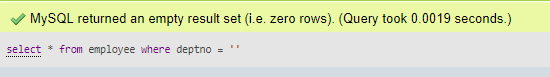 MySQL returned an empty result set (i.e. zero rows). (Query took 0.0019 seconds.)
select * from employee where deptno = ''